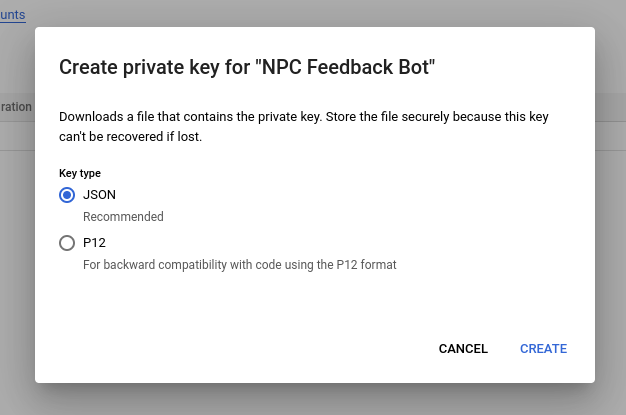 unts
Create private key for "NPC Feedback Bot"
ration
Downloads a file that contains the private key. Store the file securely because this key
can't be recovered if lost.
Key type
JSON
Recommended
P12
For backward compatibility with code using the P12 format
CANCEL CREATE